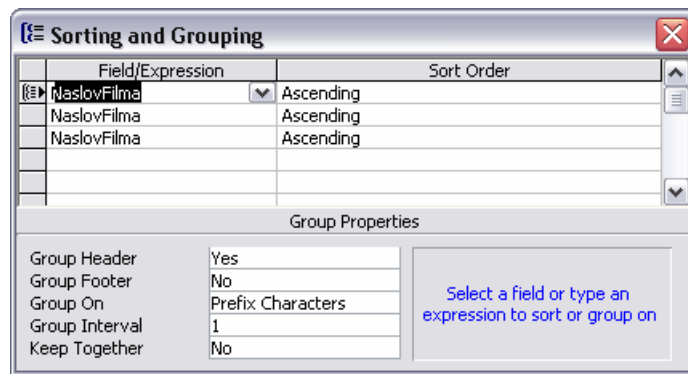 Sorting and Grouping
Field/Expression Sort Order
NaslovFilma Ascending
NaslovFilma Ascending
NaslovFilma Ascending
Group Properties
Group Header Yes
Group Footer No
Group On Prefix Characters
Group Interval 1
Keep Together No
Select a field or type an
expression to sort or group on